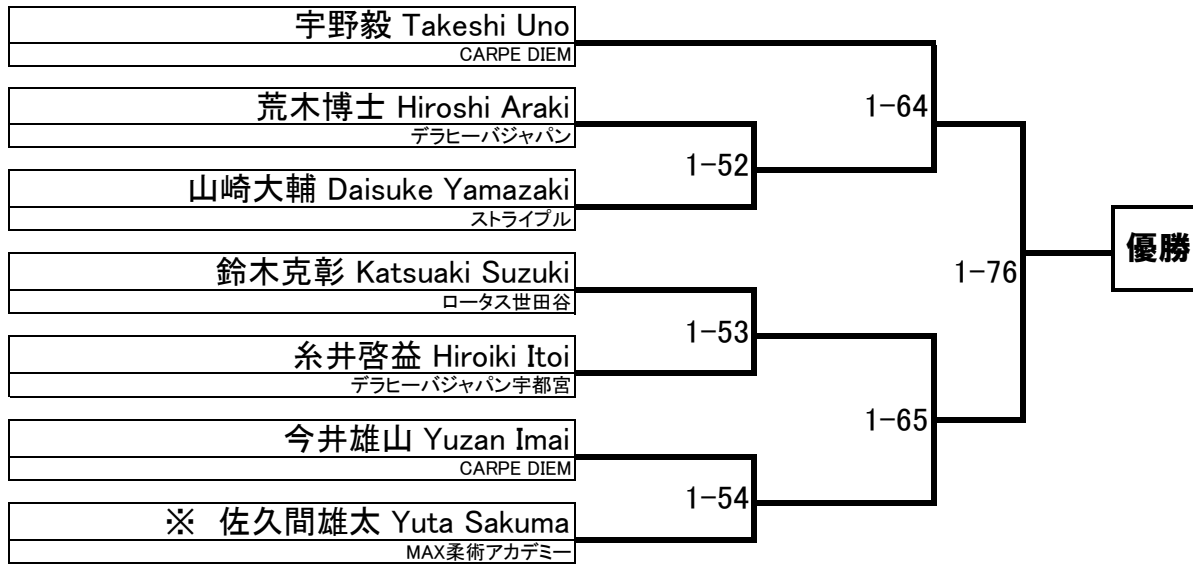 宇野毅 Takeshi Uno
CARPE DIEM
荒木博士 Hiroshi Araki
デラヒーバジャパン
山崎大輔 Daisuke Yamazaki
ストライプル
鈴木克彰 Katsuaki Suzuki
ロータス世田谷
糸井啓益 Hiroiki Itoi
デラヒーバジャパン宇都宮
今井雄山 Yuzan Imai
CARPE DIEM
※ 佐久間雄太 Yuta Sakuma
MAX柔術アカデミー
1-52
1-53
1-54
1-64
1-65
1-76
優勝